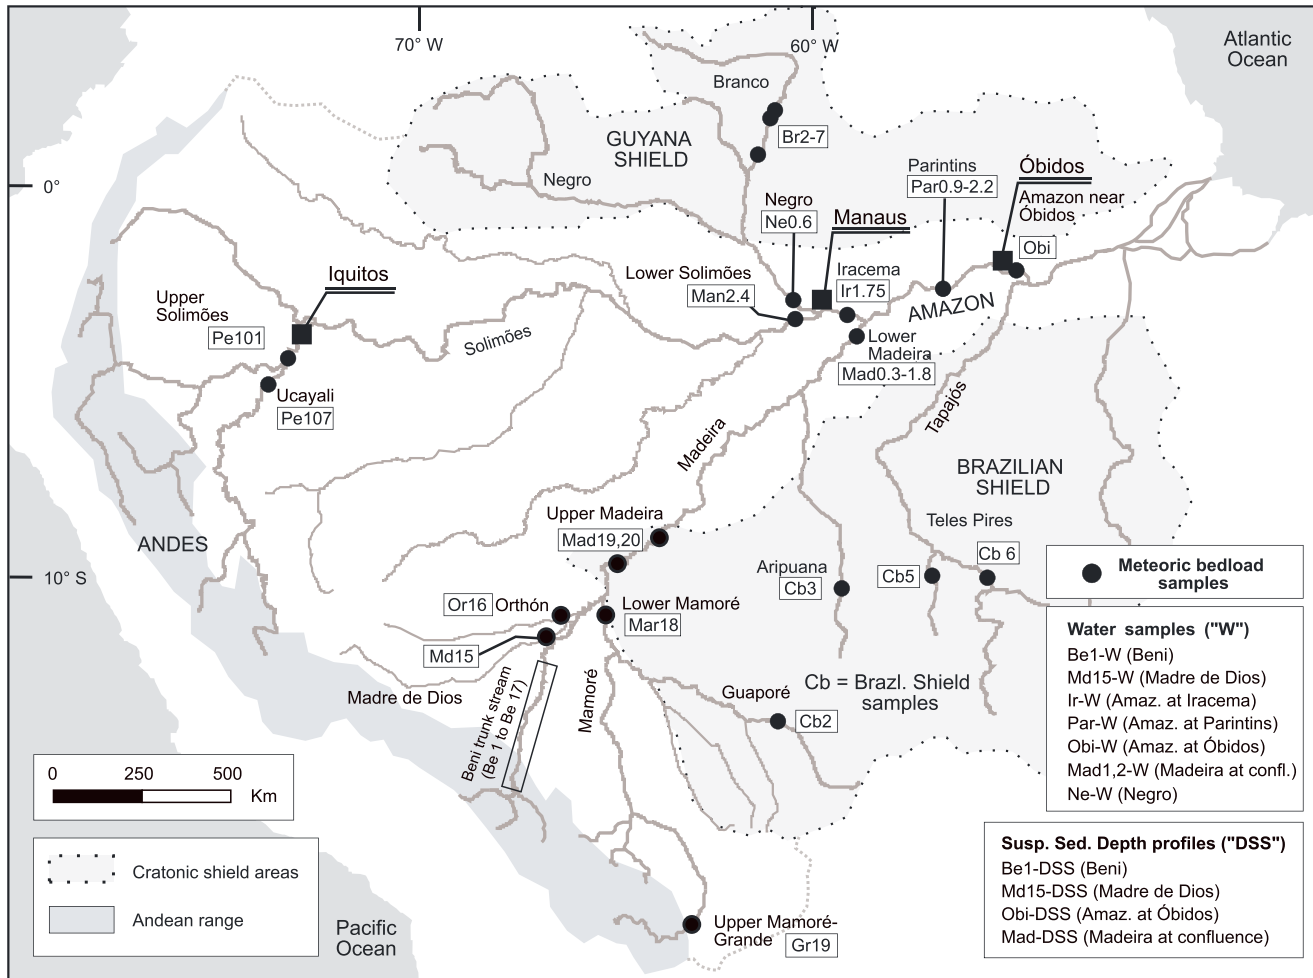 70° W
60° W
Atlantic
Ocean
Branco
Br2-7
GUYANA
SHIELD
Parintins
Par0.9-2.2
Óbidos
Negro
0°
Negro
Ne0.6
Manaus
Amazon near
Óbidos
Obi
Iquitos
Lower Solimões
Man2.4
Iracema
Ir1.75
Upper
Solimões
Pe101
AMAZON
Solimões
Lower
Madeira
Mad0.3-1.8
Ucayali
Pe107
Tapajós
Madeira
BRAZILIAN
SHIELD
Upper Madeira
Mad19,20
Teles Pires
ANDES
Cb 6
Aripuana
Cb3
Cb5
10° S
Meteoric bedload
samples
Or16
Orthón
Lower Mamoré
Mar18
Md15
Water samples ("W")
Be1-W (Beni)
Md15-W (Madre de Dios)
Ir-W (Amaz. at Iracema)
Par-W (Amaz. at Parintins)
Obi-W (Amaz. at Óbidos)
Mad1,2-W (Madeira at confl.)
Ne-W (Negro)
Madre de Dios
Beni trunk stream
(Be 1 to Be 17)
Mamoré
Guaporé
Cb2
Cb = Brazl. Shield
samples
0 250 500
Km
Susp. Sed. Depth profiles ("DSS")
Be1-DSS (Beni)
Md15-DSS (Madre de Dios)
Obi-DSS (Amaz. at Óbidos)
Mad-DSS (Madeira at confluence)
Cratonic shield areas
Andean range
Pacific
Ocean
Upper Mamoré-
Grande
Gr19